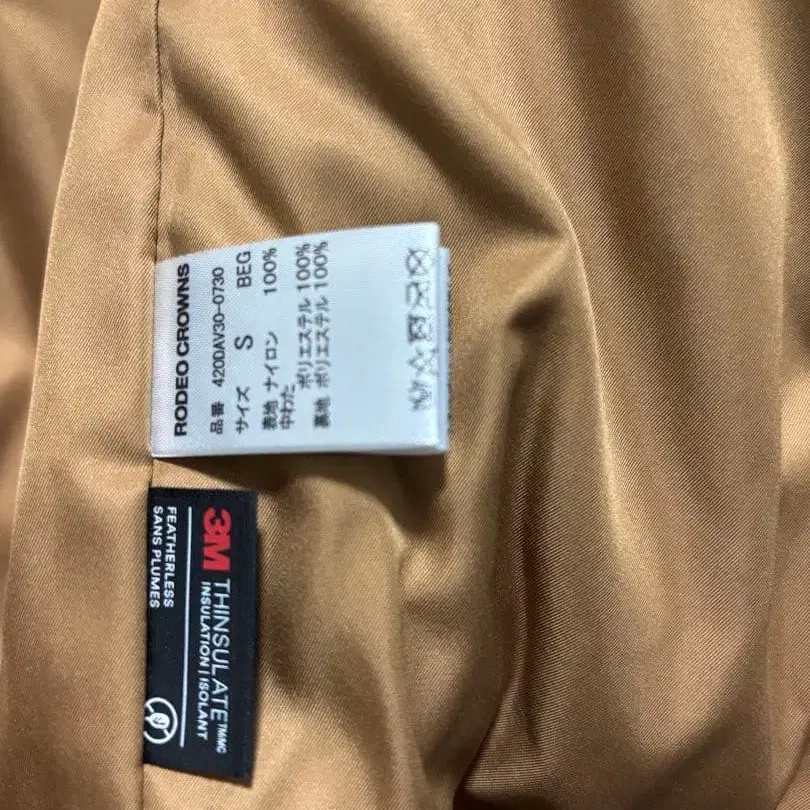 RODEO CROWNS
品番 420DAV30-0730
サイズ S BEG
表地 ナイロン 100%
中わた
ポリエステル 100%
裏地 ポリエステル 100%
3M
THINSULATE™/MC
INSULATION | ISOLANT
FEATHERLESS
SANS PLUMES